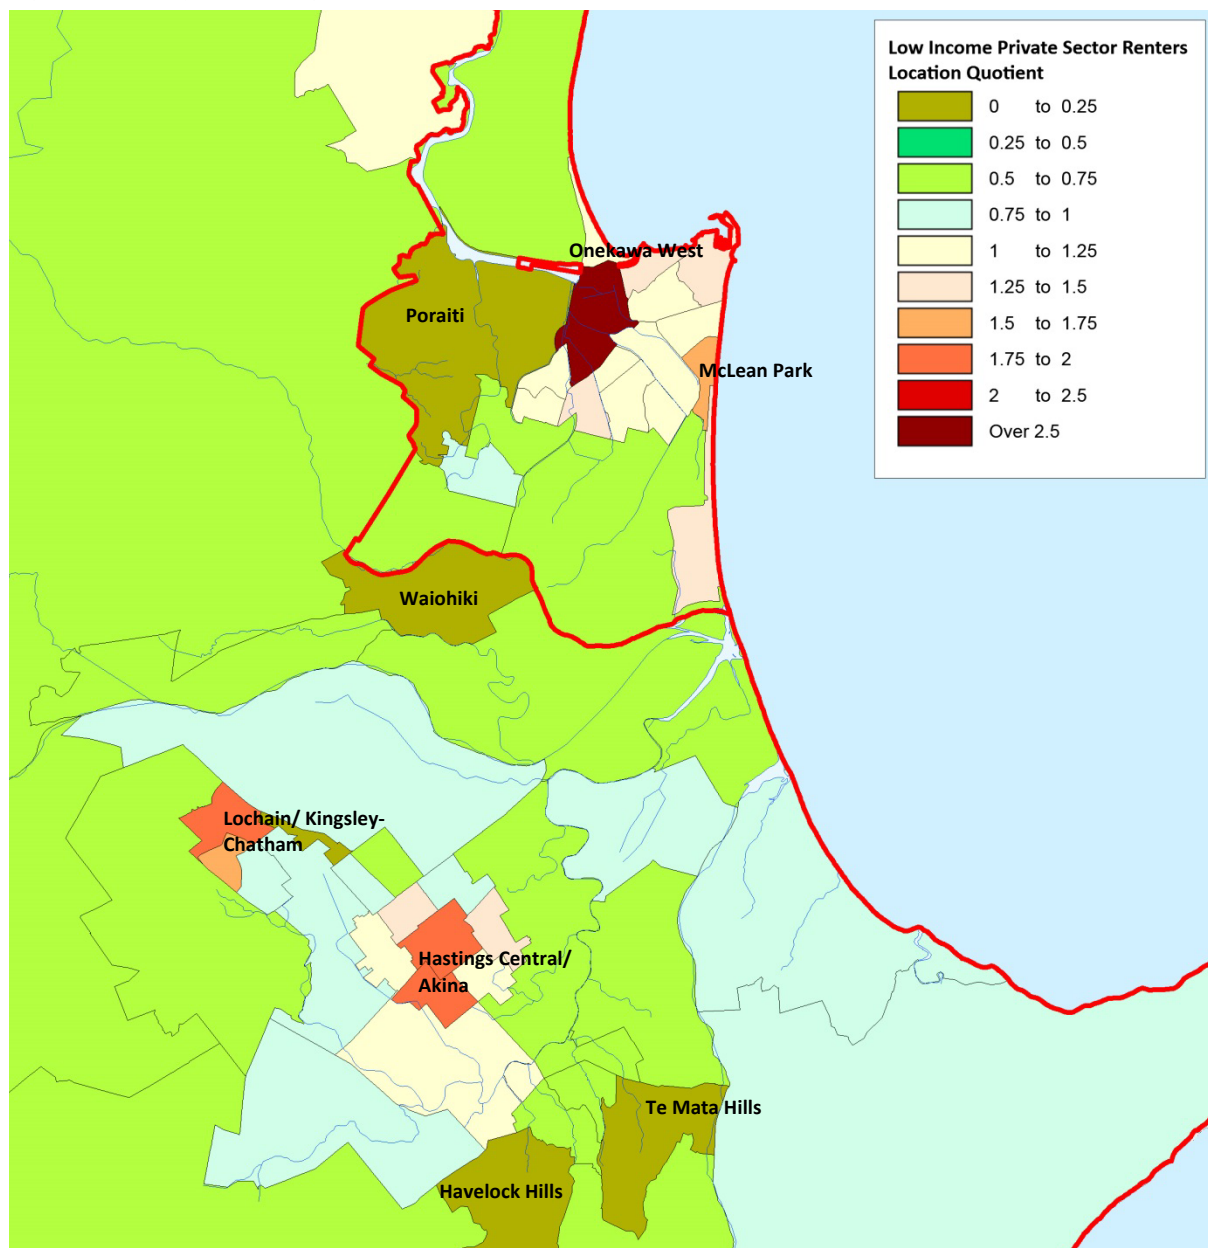 Low Income Private Sector Renters
Location Quotient
0 to 0.25
0.25 to 0.5
0.5 to 0.75
0.75 to 1
1 to 1.25
1.25 to 1.5
1.5 to 1.75
1.75 to 2
2 to 2.5
Over 2.5
Onekawa West
Poraiti
McLean Park
Waiohiki
Lochain/ Kingsley-
Chatham
Hastings Central/
Akina
Te Mata Hills
Havelock Hills